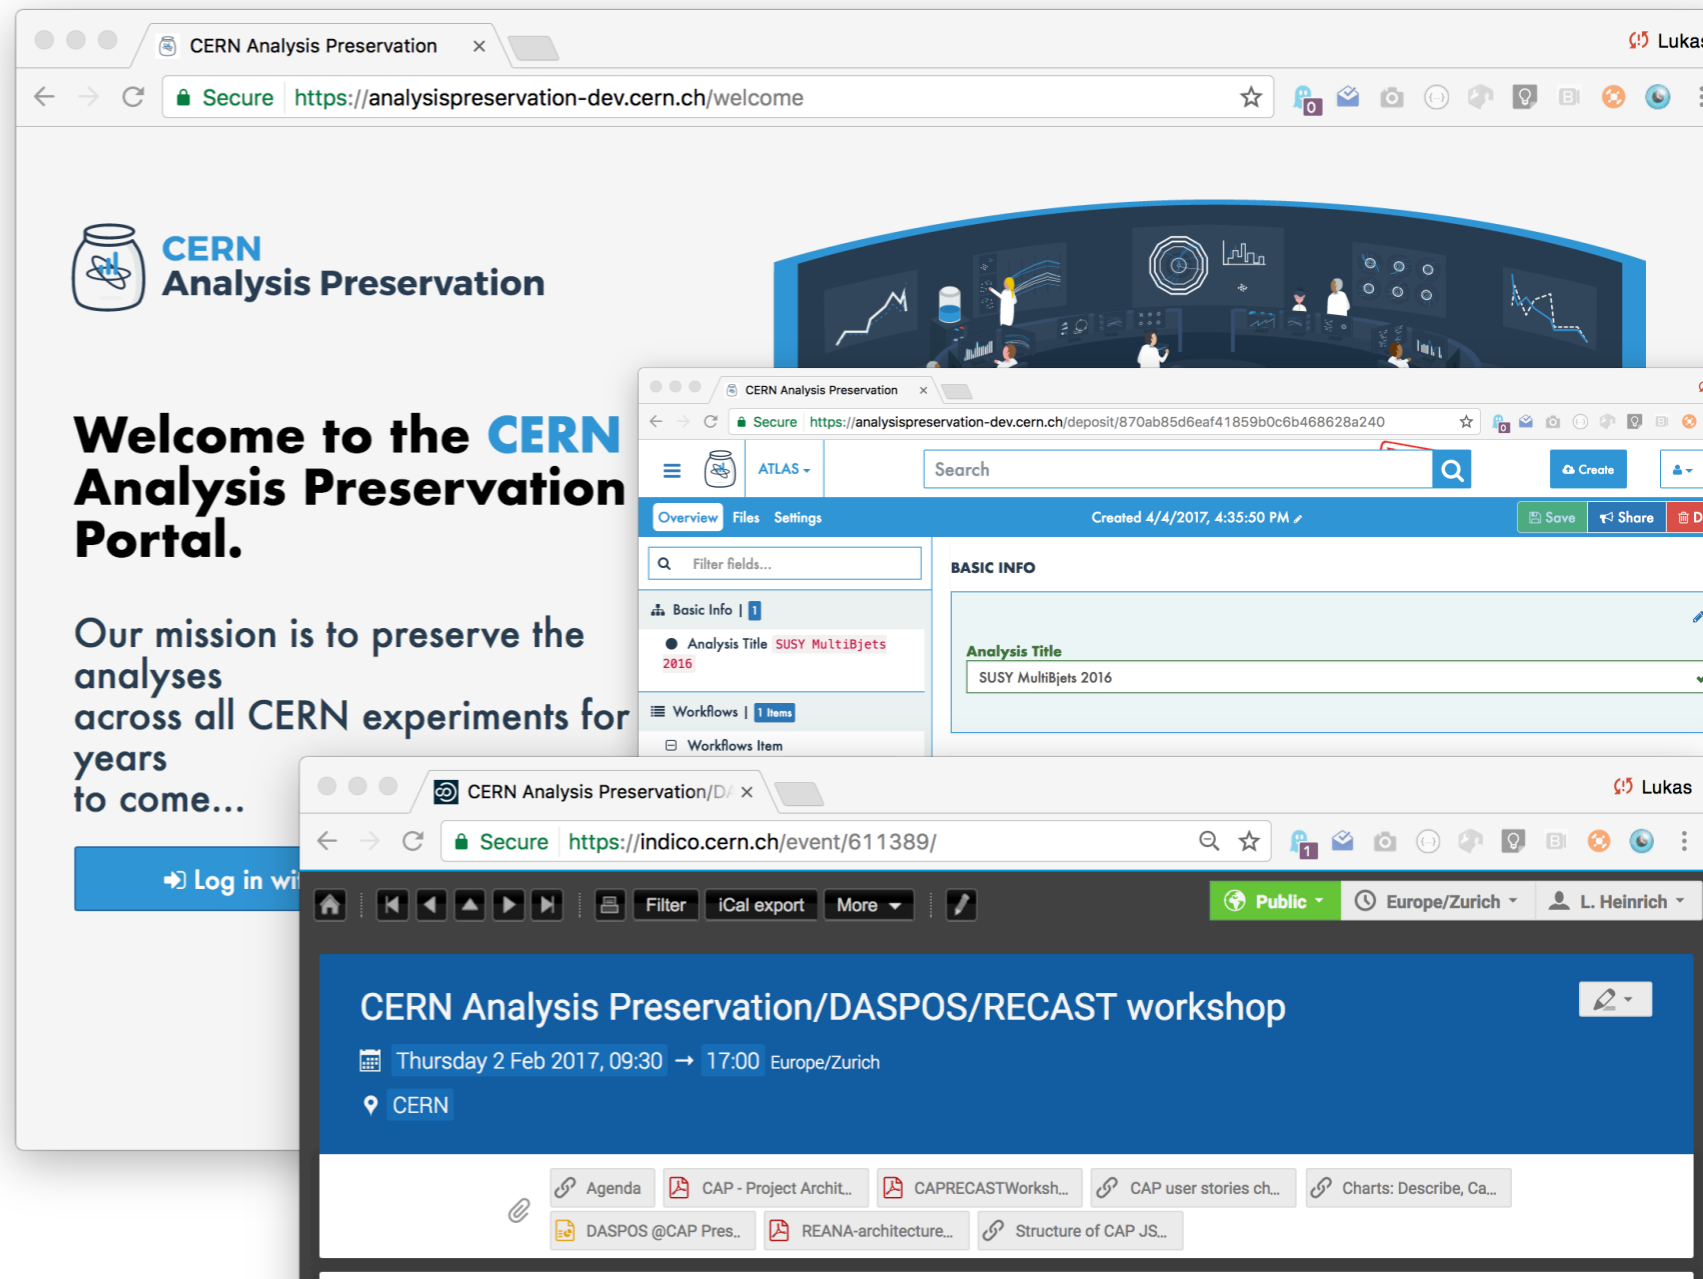 CERN Analysis Preservation
Lukas
Secure https://analysispreservation-dev.cern.ch/welcome
0
CERN
Analysis Preservation
Welcome to the CERN
Analysis Preservation
Portal.
Our mission is to preserve the
analyses
across all CERN experiments for
years
to come...
Log in
CERN Analysis Preservation
Secure https://analysispreservation-dev.cern.ch/deposit/870ab85d6eaf41859b0c6b468628a240
0
ATLAS
Search
Create
Overview Files Settings
Created 4/4/2017, 4:35:50 PM
Save Share D
Filter fields...
BASIC INFO
Basic Info | 1
Analysis Title SUSY MultiBjets
2016
Analysis Title
SUSY MultiBjets 2016
Workflows | 1 Items
Workflows Item
CERN Analysis Preservation/DA
Lukas
Secure https://indico.cern.ch/event/611389/
1
Filter iCal export More
Public Europe/Zurich L. Heinrich
CERN Analysis Preservation/DASPOS/RECAST workshop
Thursday 2 Feb 2017, 09:30 → 17:00 Europe/Zurich
CERN
Agenda CAP - Project Archit... CAPRECASTWorksh... CAP user stories ch... Charts: Describe, Ca...
DASPOS @CAP Pres.. REANA-architecture... Structure of CAP JS...